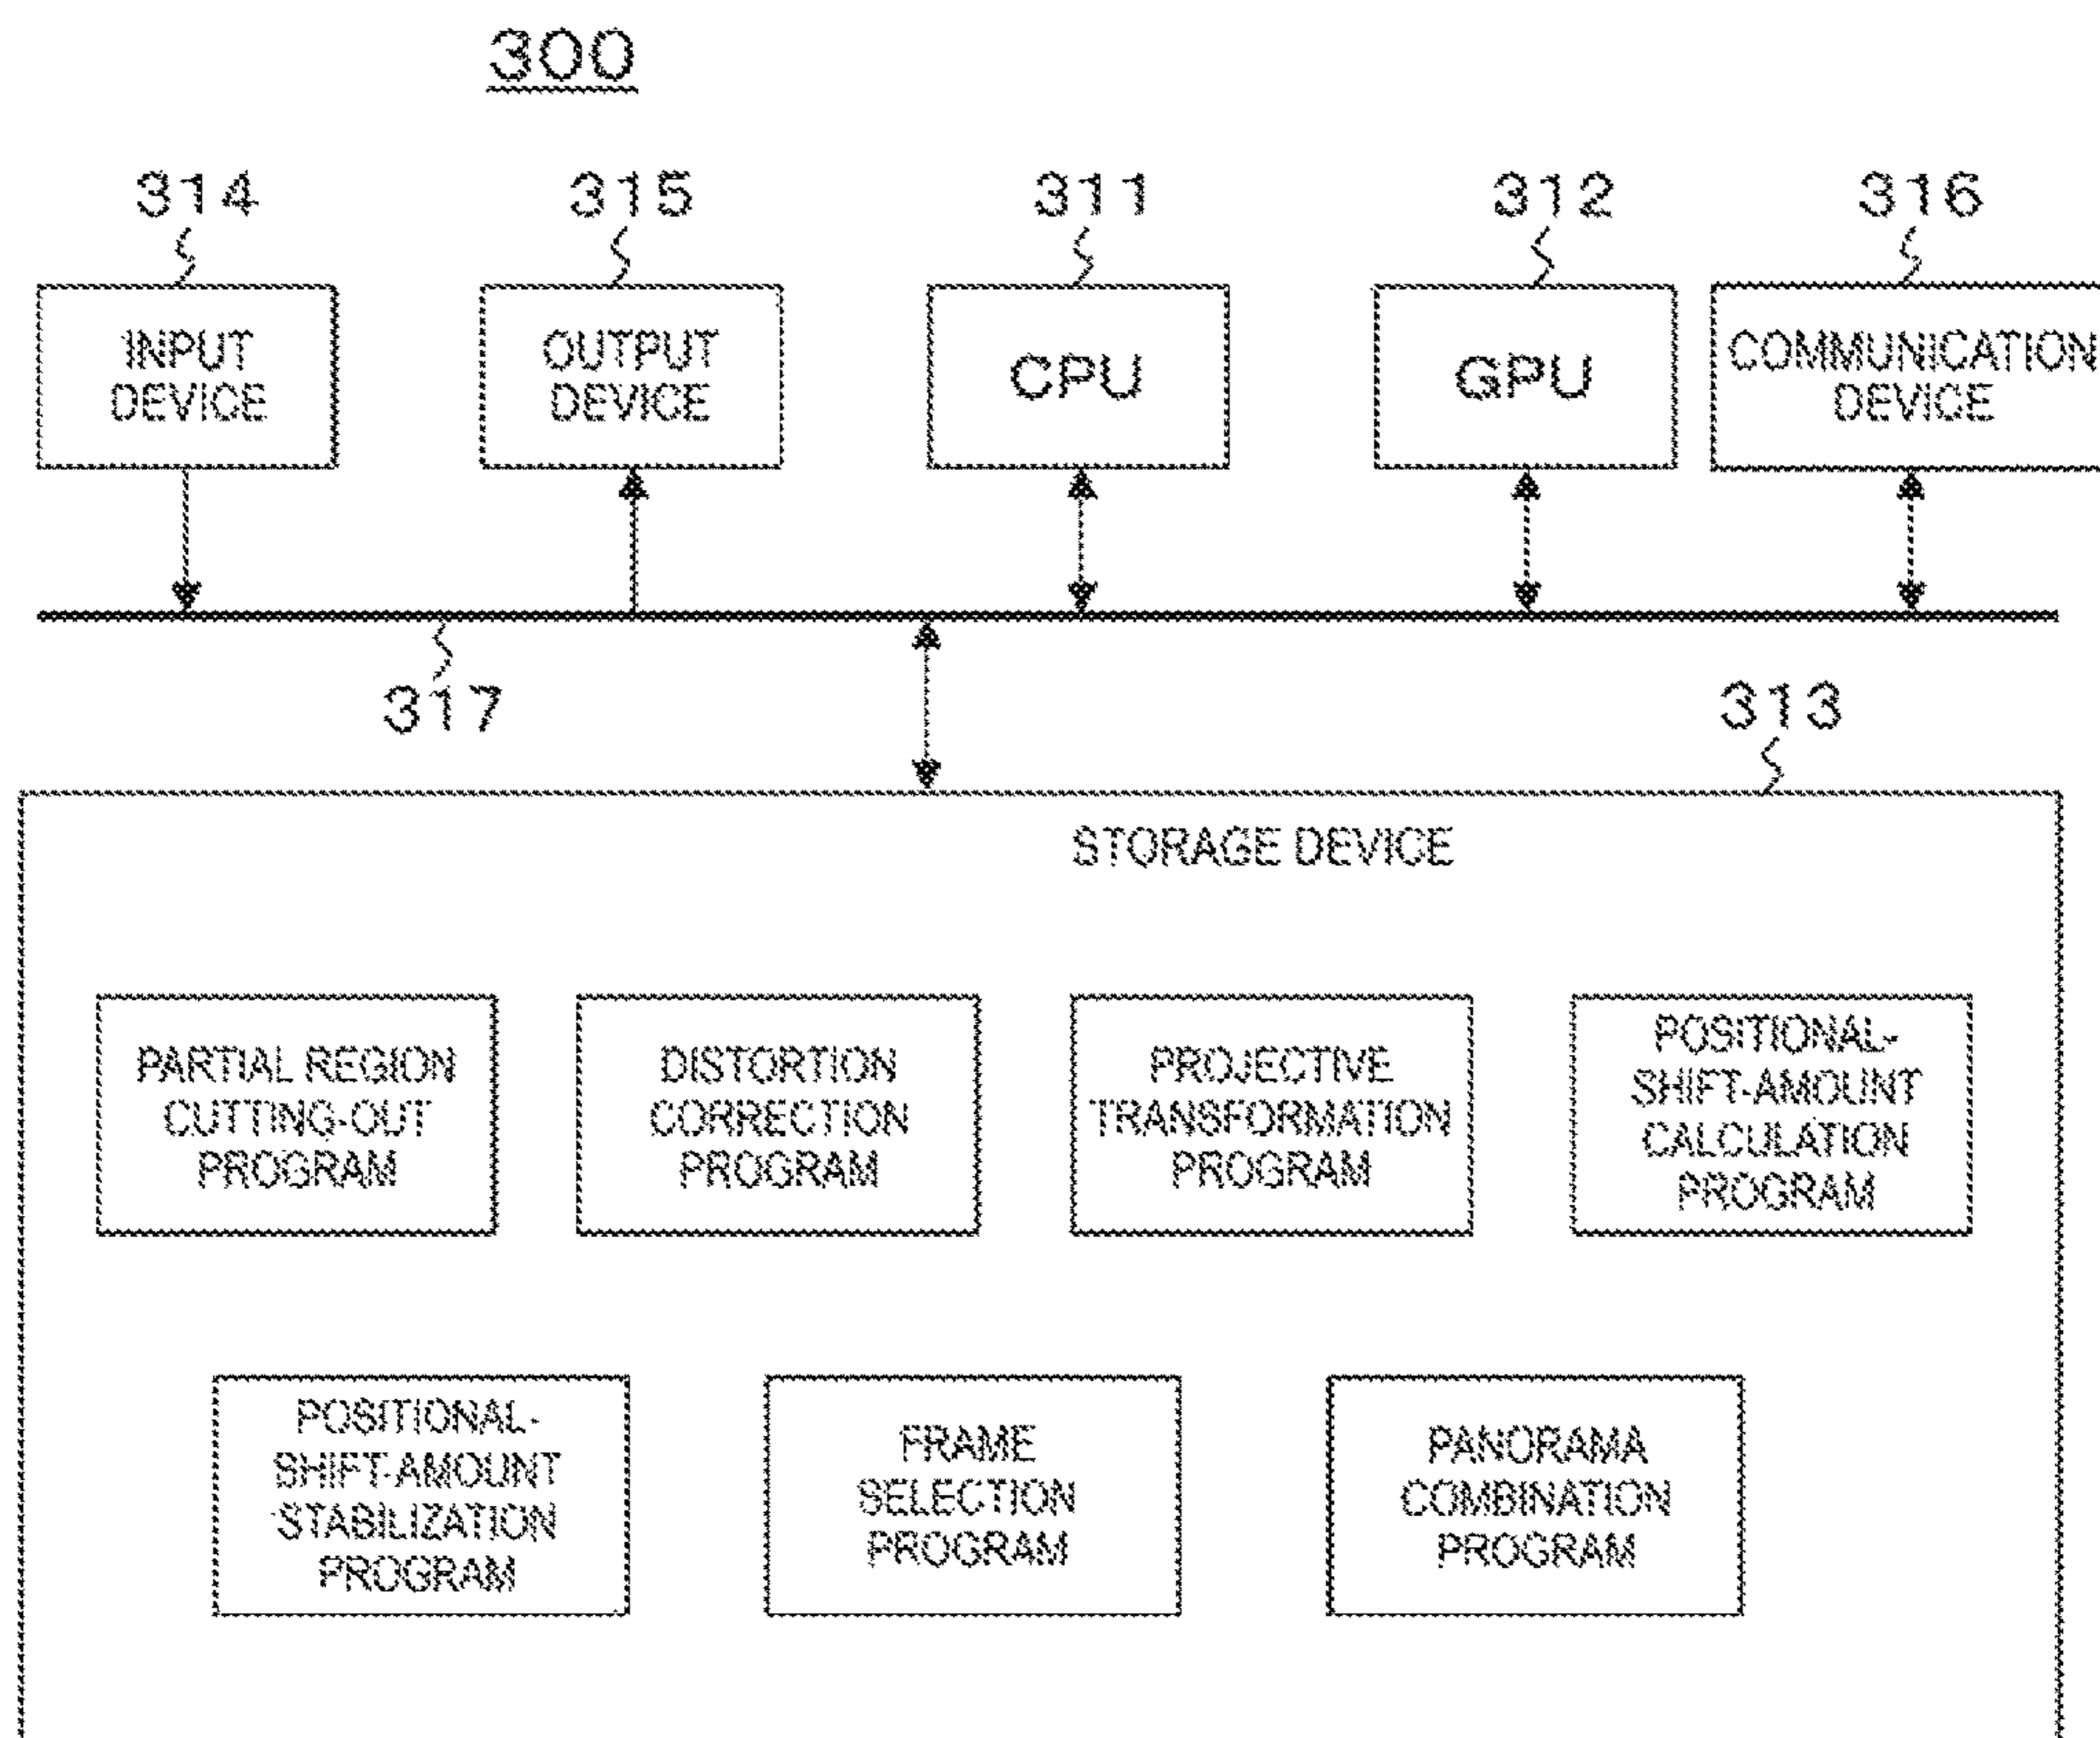 300
314
315
311
312
316
INPUT
DEVICE
OUTPUT
DEVICE
CPU
GPU
COMMUNICATION
DEVICE
317
313
STORAGE DEVICE
PARTIAL REGION
CUTTING-OUT
PROGRAM
DISTORTION
CORRECTION
PROGRAM
PROJECTIVE
TRANSFORMATION
PROGRAM
POSITIONAL-
SHIFT-AMOUNT
CALCULATION
PROGRAM
POSITIONAL-
SHIFT-AMOUNT
STABILIZATION
PROGRAM
FRAME
SELECTION
PROGRAM
PANORAMA
COMBINATION
PROGRAM